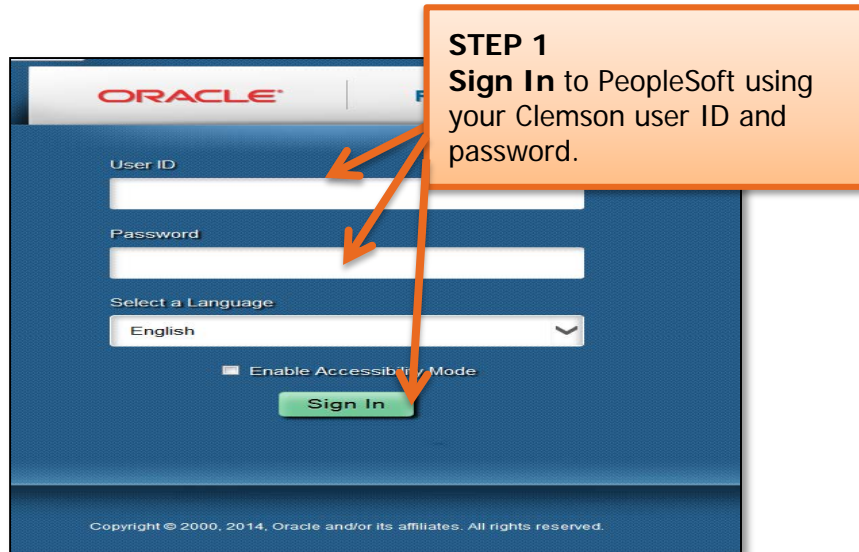 STEP 1
Sign In to PeopleSoft using
your Clemson user ID and
password.
ORACLE
User ID
Password
Select a Language
English
Enable Accessibility Mode
Sign In
Copyright © 2000, 2014, Oracle and/or its affiliates. All rights reserved.